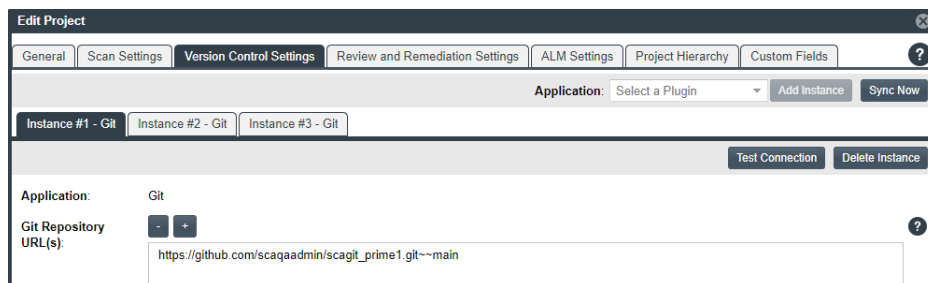 Edit Project
General Scan Settings Version Control Settings Review and Remediation Settings ALM Settings Project Hierarchy Custom Fields ?
Application: Select a Plugin Add Instance Sync Now
Instance #1 - Git Instance #2 - Git Instance #3 - Git
Test Connection Delete Instance
Application: Git
Git Repository - + ?
URL(s):
https://github.com/scaqaadmin/scagit_prime1.git~~main